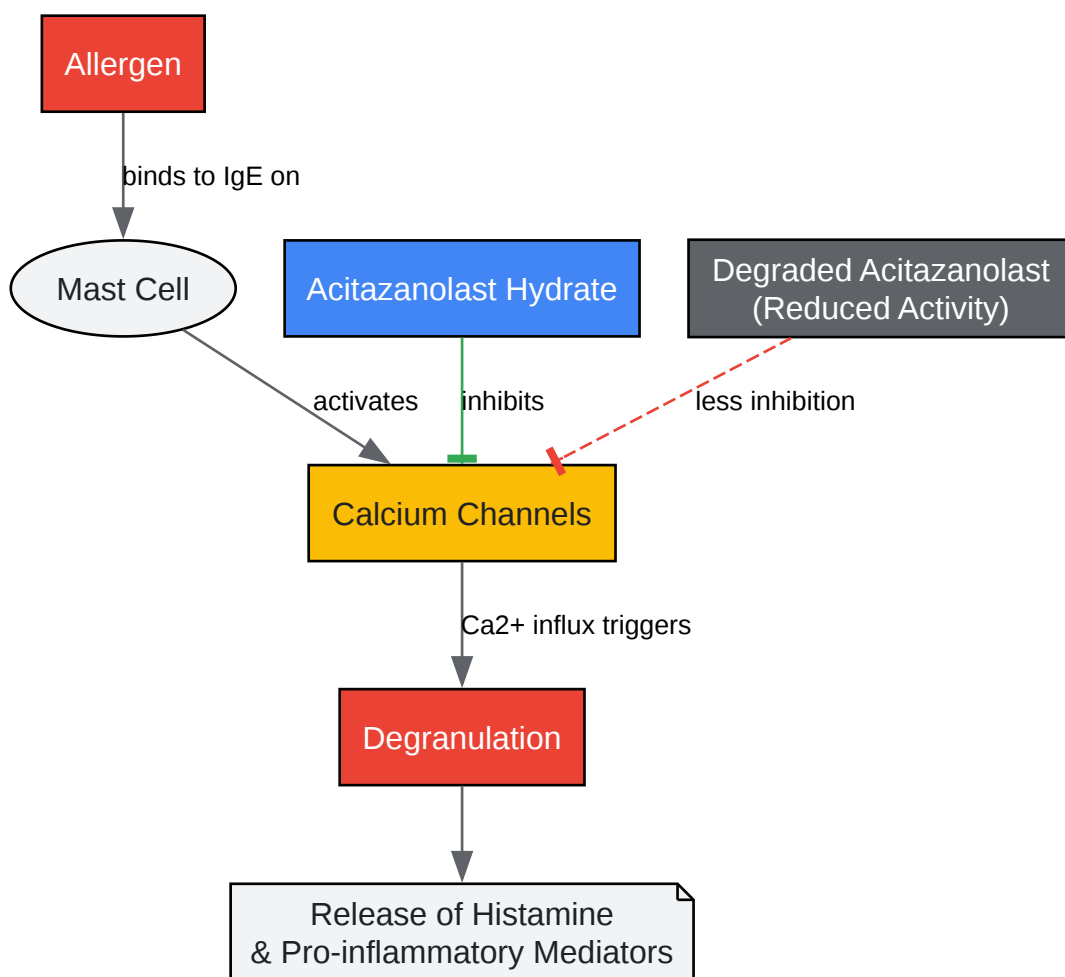 Allergen
binds to IgE on
Mast Cell
Acitazanolast Hydrate
Degraded Acitazanolast
(Reduced Activity)
activates
inhibits
less inhibition
Calcium Channels
Ca2+ influx triggers
Degranulation
Release of Histamine
& Pro-inflammatory Mediators